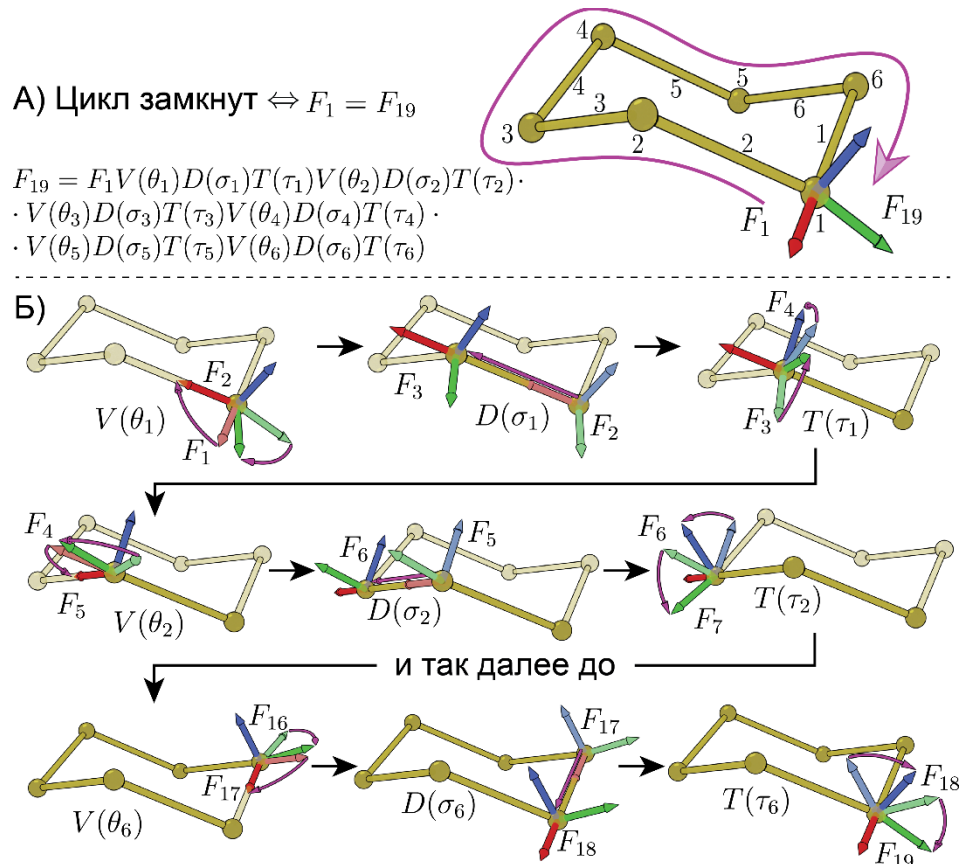 А) Цикл замкнут ⇔ F₁ = F₁₉
F₁₉ = F₁V(θ₁)D(σ₁)T(τ₁)V(θ₂)D(σ₂)T(τ₂)·
· V(θ₃)D(σ₃)T(τ₃)V(θ₄)D(σ₄)T(τ₄) ·
· V(θ₅)D(σ₅)T(τ₅)V(θ₆)D(σ₆)T(τ₆)
4
5
6
4
5
6
3
3
2
2
1
F₁
1
F₁₉
Б)
F₂
V(θ₁)
F₁
F₃
D(σ₁)
F₂
F₄
F₃
T(τ₁)
F₄
F₅
V(θ₂)
F₆
F₅
D(σ₂)
F₆
F₇
T(τ₂)
и так далее до
F₁₆
F₁₇
V(θ₆)
F₁₇
D(σ₆)
F₁₈
F₁₈
T(τ₆)
F₁₉